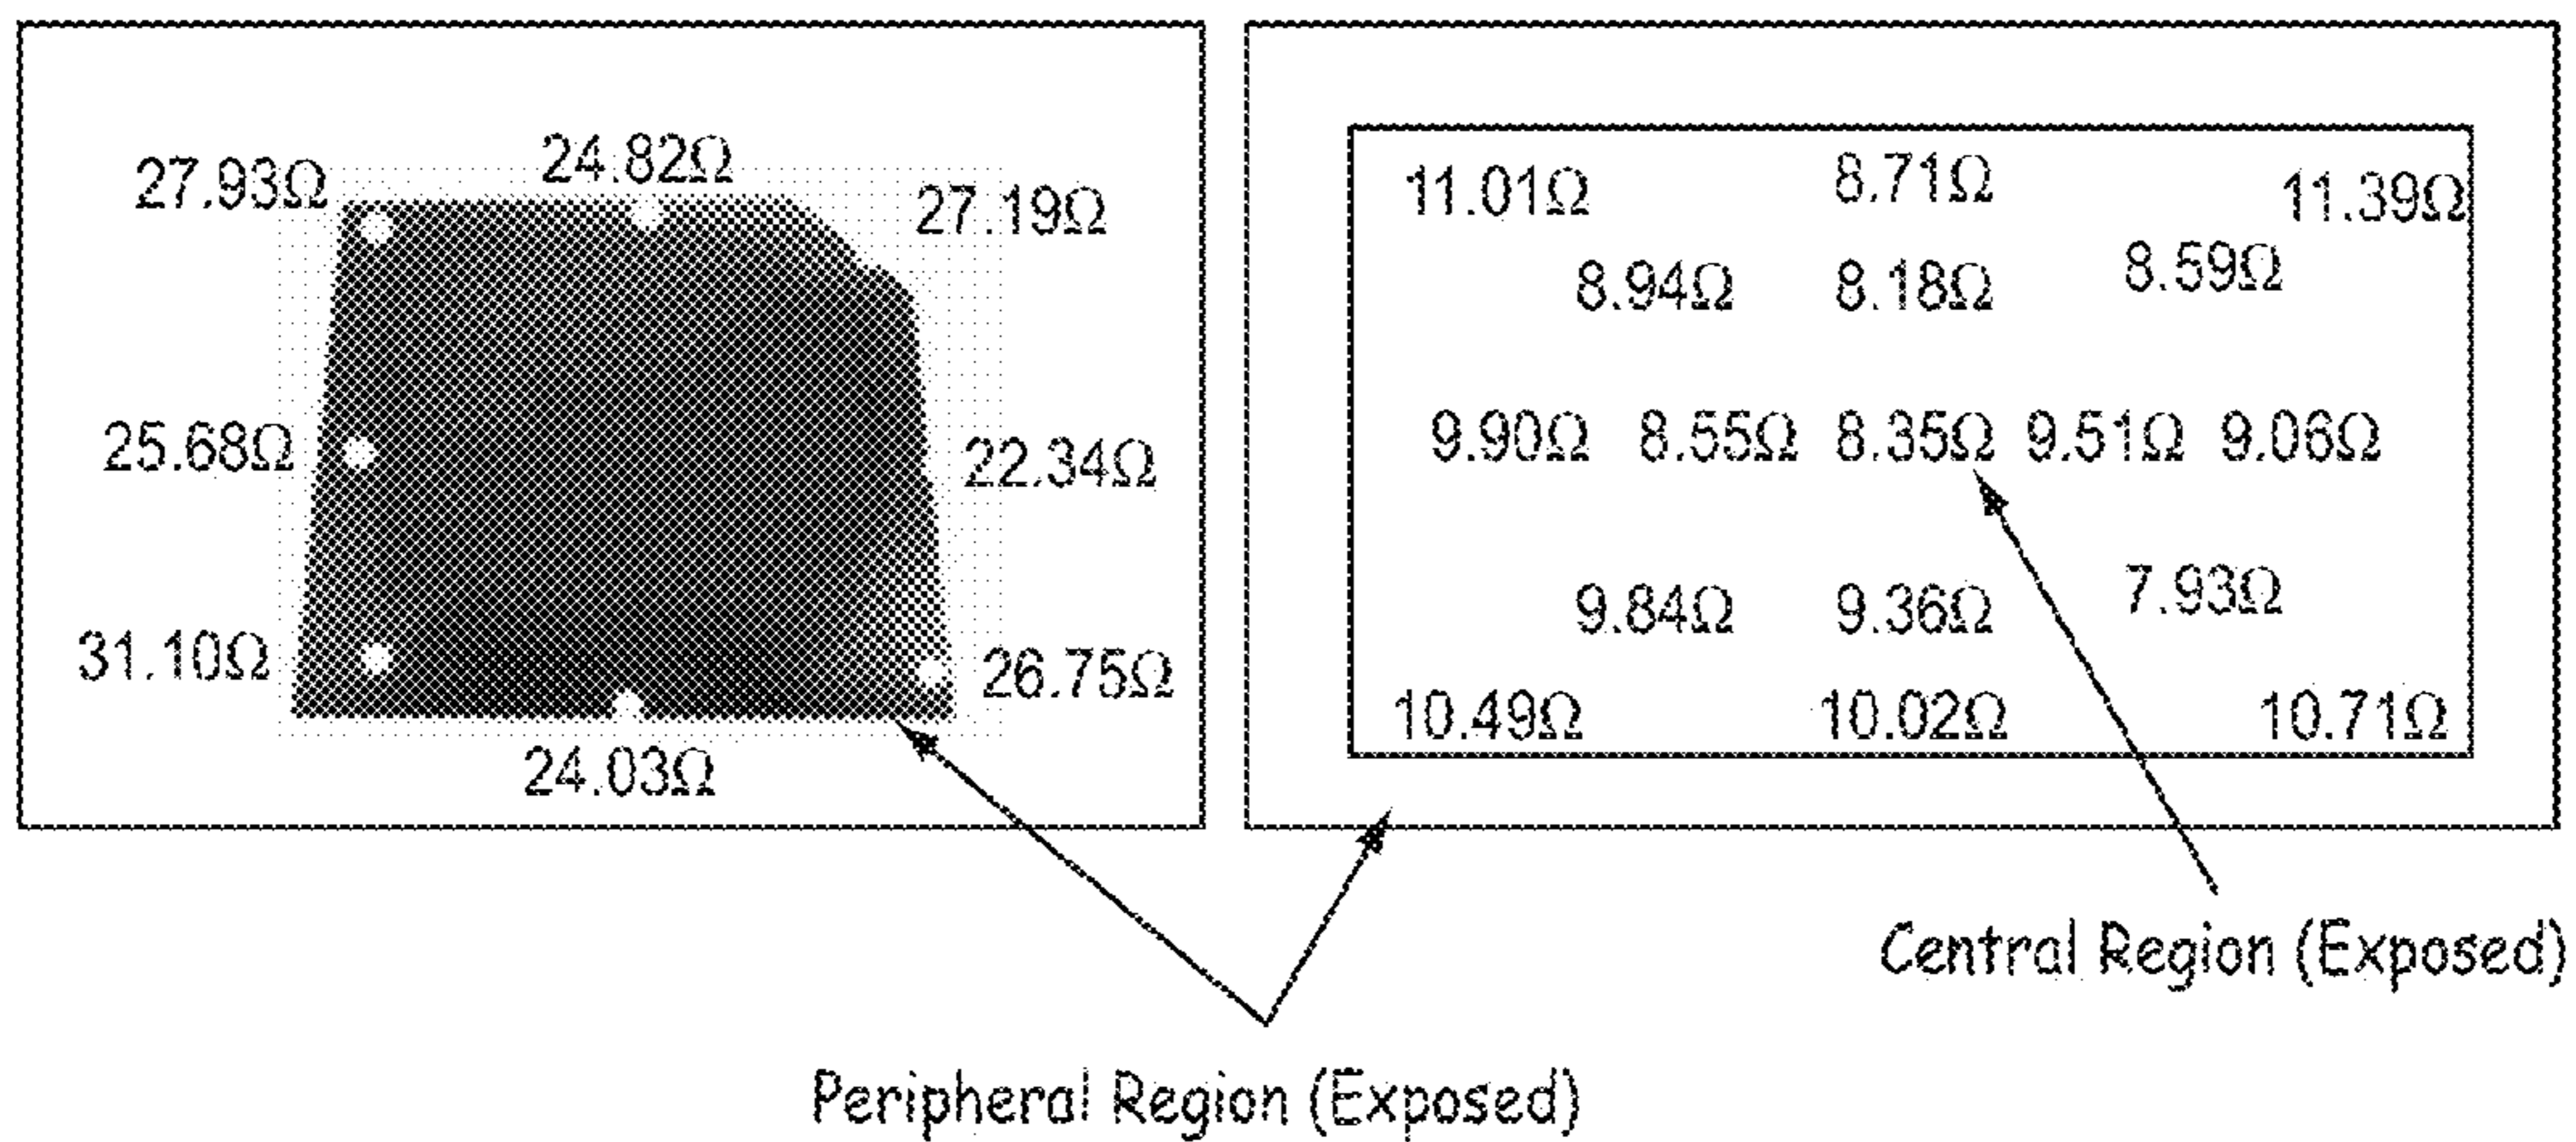 24.82Ω
27.93Ω
27.19Ω
25.68Ω
22.34Ω
31.10Ω
26.75Ω
24.03Ω
11.01Ω 8.71Ω 11.39Ω
8.94Ω 8.18Ω 8.59Ω
9.90Ω 8.55Ω 8.35Ω 9.51Ω 9.06Ω
9.84Ω 9.36Ω 7.93Ω
10.49Ω 10.02Ω 10.71Ω
Central Region (Exposed)
Peripheral Region (Exposed)